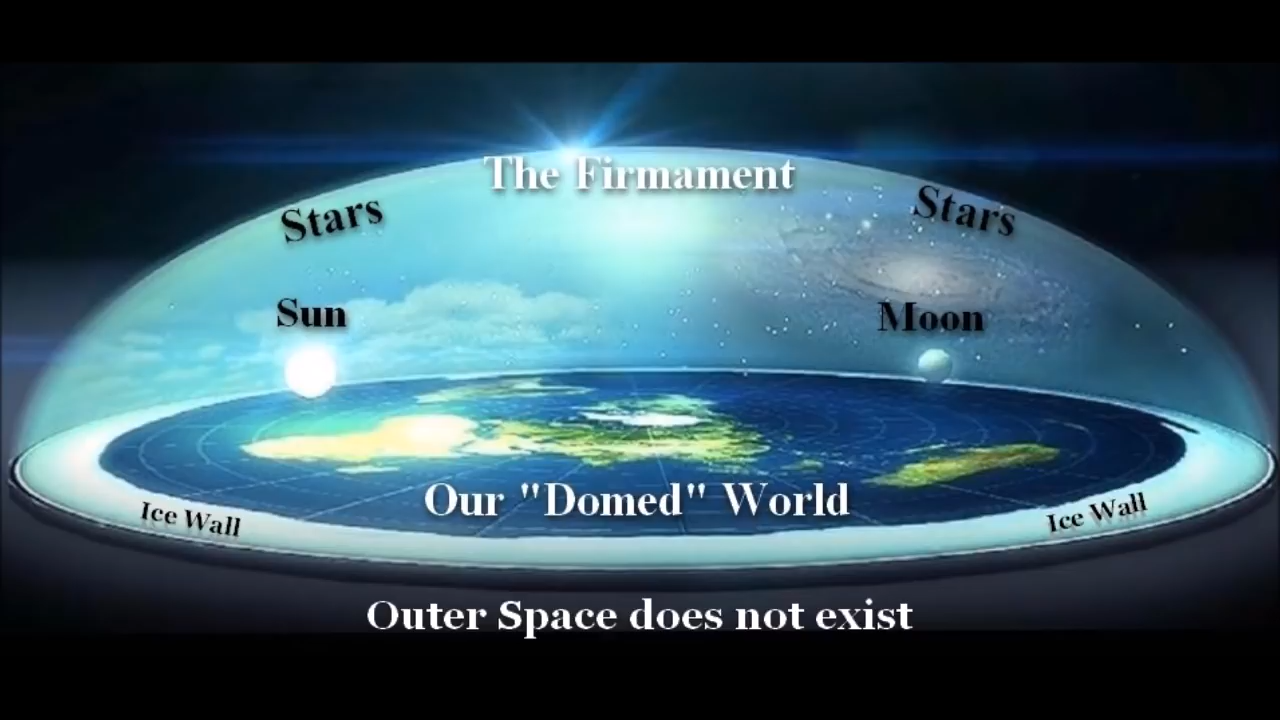 The Firmament
Stars
Stars
Sun
Moon
Our "Domed" World
Ice Wall
Ice Wall
Outer Space does not exist